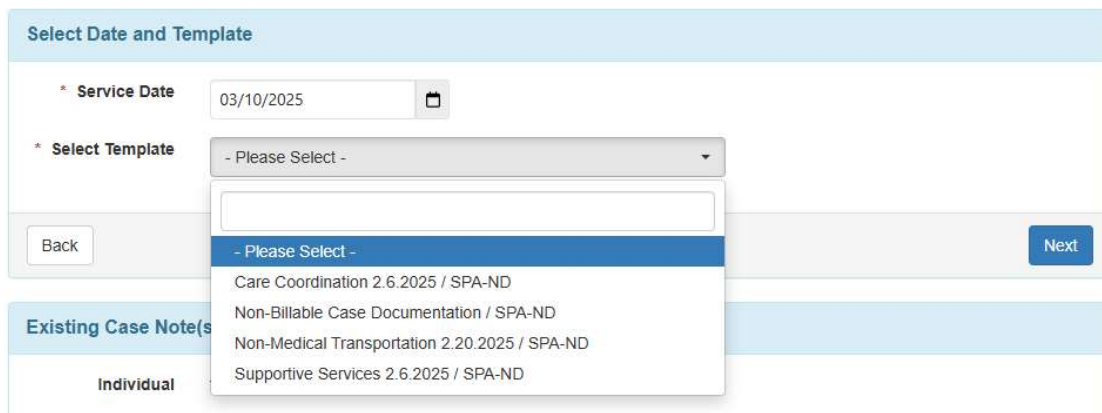 Select Date and Template
* Service Date
03/10/2025
* Select Template
- Please Select -
- Please Select -
Care Coordination 2.6.2025 / SPA-ND
Non-Billable Case Documentation / SPA-ND
Non-Medical Transportation 2.20.2025 / SPA-ND
Supportive Services 2.6.2025 / SPA-ND
Back
Next
Existing Case Note(s
Individual